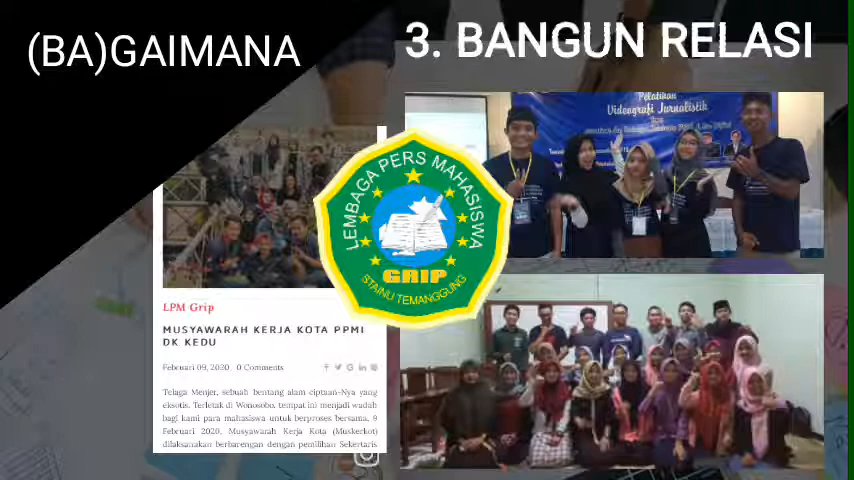 (BA)GAIMANA
3. BANGUN RELASI
Pelatihan
Videografi Jurnalistik
LEMBAGA PERS MAHASISWA
GRIP
STAINU TEMANGGUNG
LPM Grip
MUSYAWARAH KERJA KOTA PPMI
DK KEDU
Februari 09, 2020 0 Comments
Telaga Menjer, sebuah bentang alam ciptaan-Nya yang
eksotis. Terletak di Wonosobo, tempat ini menjadi wadah
bagi kami para mahasiswa untuk berproses bersama. 9
Februari 2020, Musyawarah Kerja Kota (Muskerkot)
dilaksanakan berbarengan dengan pemilihan Sekertaris